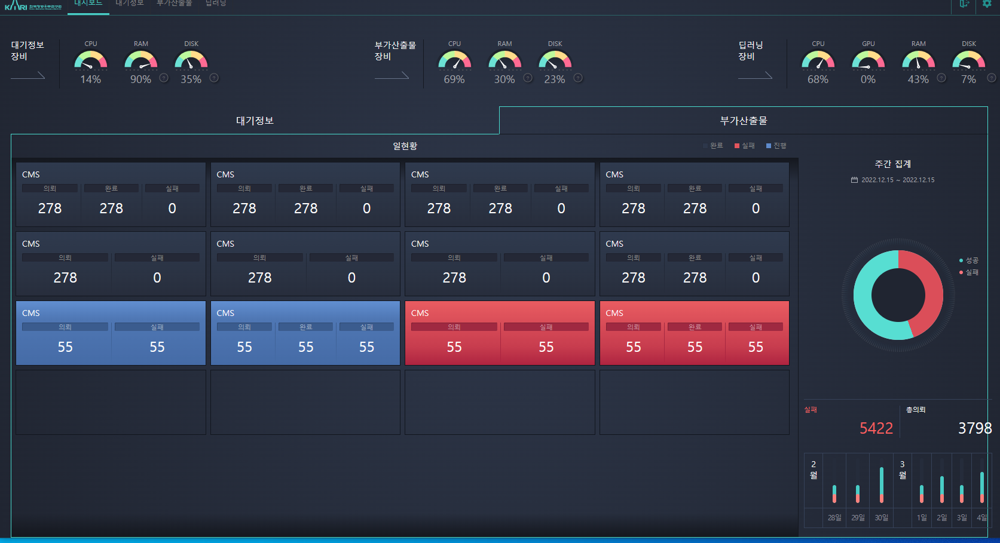 KARI 한국항공우주연구원
대시보드 대기정보 부가산출물 딥러닝
대기정보
장비
CPU RAM DISK
14% 90% ? 35% ?
부가산출물
장비
CPU RAM DISK
69% 30% ? 23% ?
딥러닝
장비
CPU GPU RAM DISK
68% 0% 43% ? 7% ?
대기정보 부가산출물
일현황
완료 실패 진행
CMS
의뢰 완료 실패
278 278 0
CMS
의뢰 완료 실패
278 278 0
CMS
의뢰 완료 실패
278 278 0
CMS
의뢰 완료 실패
278 278 0
CMS
의뢰 실패
278 0
CMS
의뢰 실패
278 0
CMS
의뢰 실패
278 0
CMS
의뢰 완료 실패
278 278 0
CMS
의뢰 실패
55 55
CMS
의뢰 완료 실패
55 55 55
CMS
의뢰 실패
55 55
CMS
의뢰 완료 실패
55 55 55
주간 집계
2022.12.15 ~ 2022.12.15
성공
실패
실패
5422
총의뢰
3798
2
월
3
월
28일 29일 30일 1일 2일 3일 4일